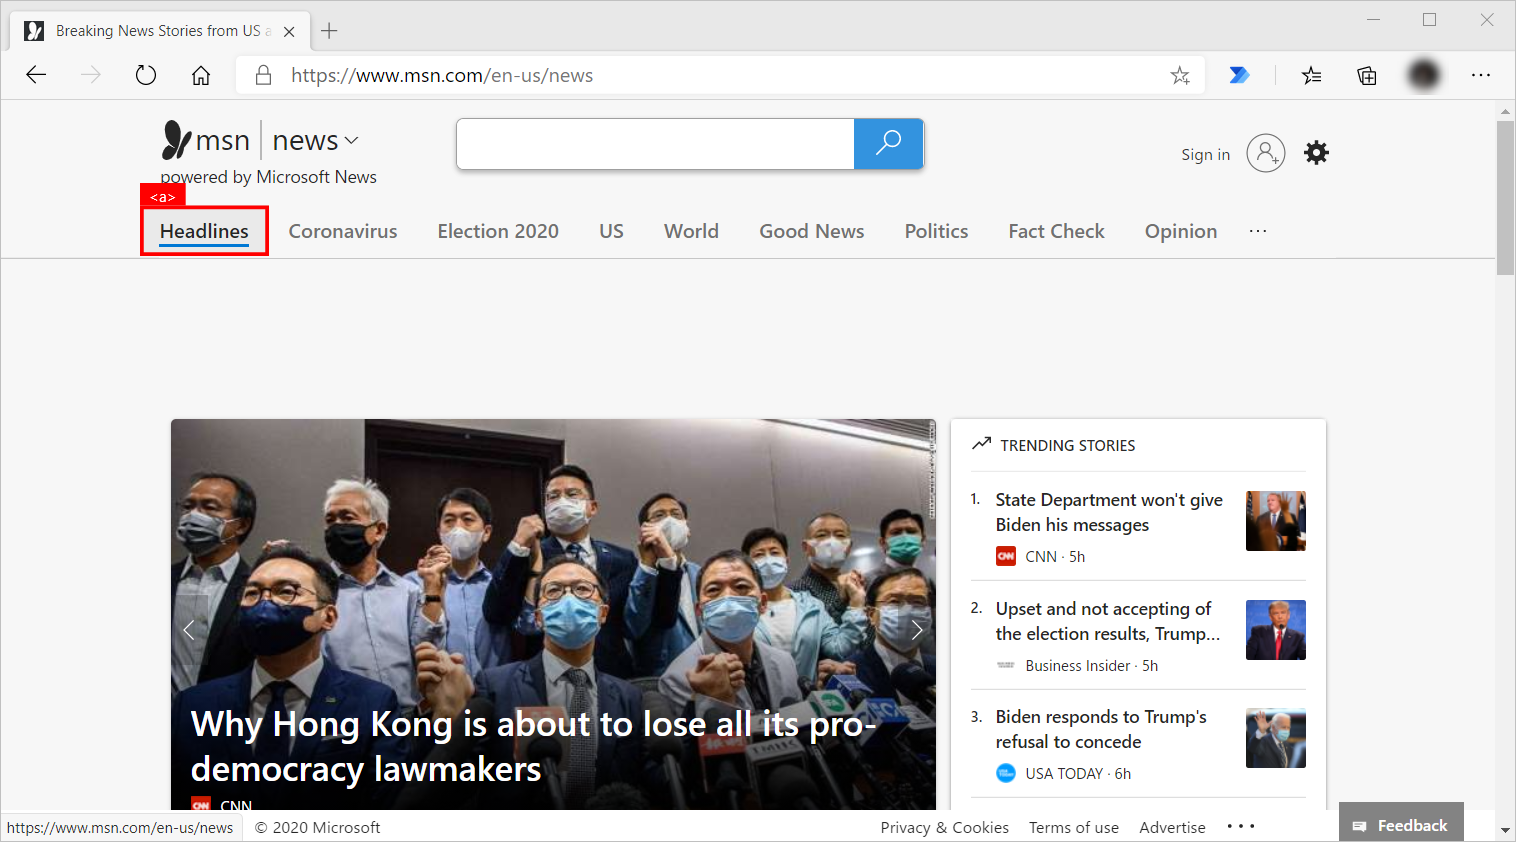 Breaking News Stories from US a
https://www.msn.com/en-us/news
msn news
powered by Microsoft News
Sign in
<a>
Headlines Coronavirus Election 2020 US World Good News Politics Fact Check Opinion ...
TRENDING STORIES
1. State Department won't give
Biden his messages
CNN CNN · 5h
2. Upset and not accepting of
the election results, Trump...
Business Insider · 5h
3. Biden responds to Trump's
refusal to concede
USA TODAY · 6h
Why Hong Kong is about to lose all its pro-
democracy lawmakers
CNN CNN
https://www.msn.com/en-us/news
© 2020 Microsoft
Privacy & Cookies Terms of use Advertise ...
Feedback